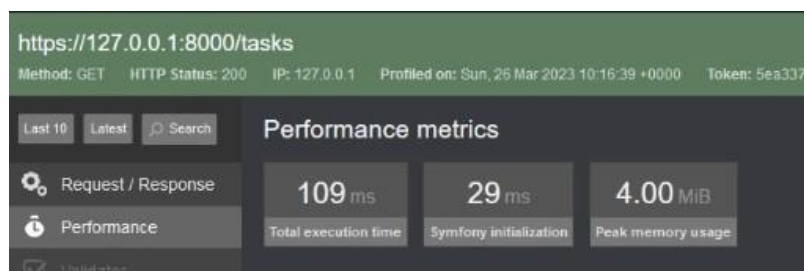 https://127.0.0.1:8000/tasks
Method: GET HTTP Status: 200 IP: 127.0.0.1 Profiled on: Sun, 26 Mar 2023 10:16:39 +0000 Token: 5ea337
Last 10 Latest Search Performance metrics
Request / Response
109 ms 29 ms 4.00 MiB
Performance
Total execution time Symfony initialization Peak memory usage